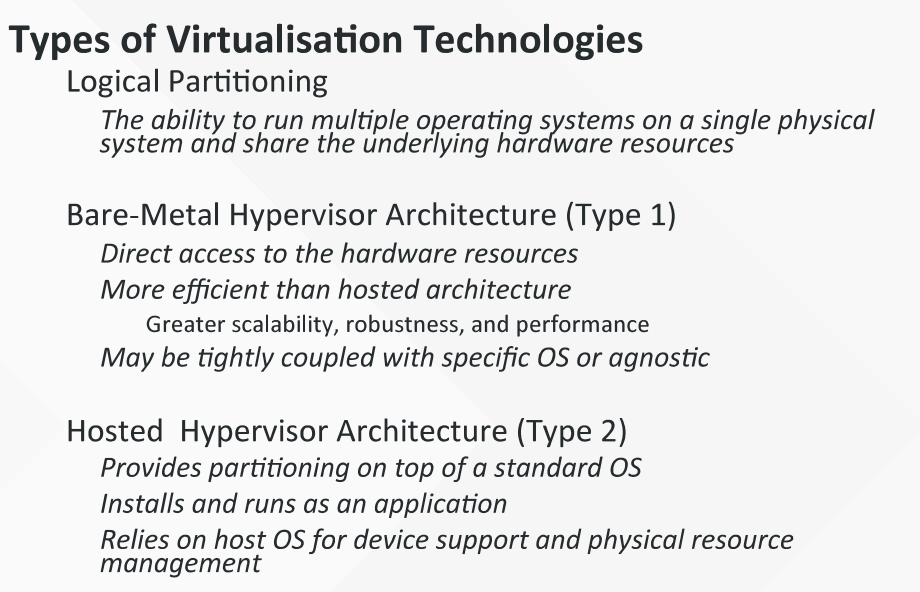 Types of Virtualisation Technologies
Logical Partitioning
The ability to run multiple operating systems on a single physical
system and share the underlying hardware resources
Bare-Metal Hypervisor Architecture (Type 1)
Direct access to the hardware resources
More efficient than hosted architecture
Greater scalability, robustness, and performance
May be tightly coupled with specific OS or agnostic
Hosted  Hypervisor Architecture (Type 2)
Provides partitioning on top of a standard OS
Installs and runs as an application
Relies on host OS for device support and physical resource
management